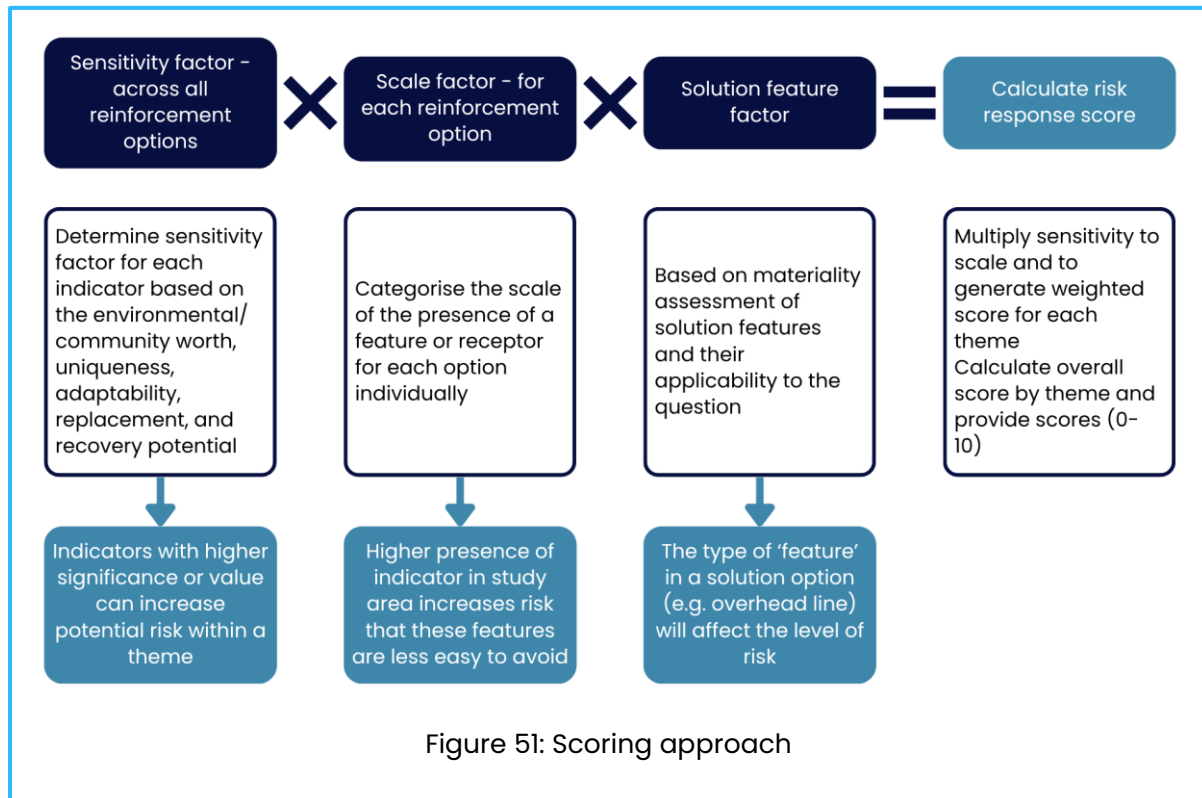 Sensitivity factor -
across all
reinforcement
options
Scale factor - for
each reinforcement
option
Solution feature
factor
Calculate risk
response score
Determine sensitivity
factor for each
indicator based on
the environmental/
community worth,
uniqueness,
adaptability,
replacement, and
recovery potential
Categorise the scale
of the presence of a
feature or receptor
for each option
individually
Based on materiality
assessment of
solution features
and their
applicability to the
question
Multiply sensitivity to
scale and to
generate weighted
score for each
theme
Calculate overall
score by theme and
provide scores (0-
10)
Indicators with higher
significance or value
can increase
potential risk within a
theme
Higher presence of
indicator in study
area increases risk
that these features
are less easy to avoid
The type of ‘feature’
in a solution option
(e.g. overhead line)
will affect the level of
risk
Figure 51: Scoring approach